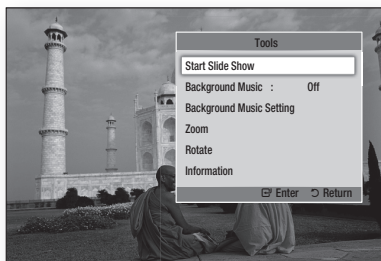 Tools
Start Slide Show
Background Music : Off
Background Music Setting
Zoom
Rotate
Information
Enter Return